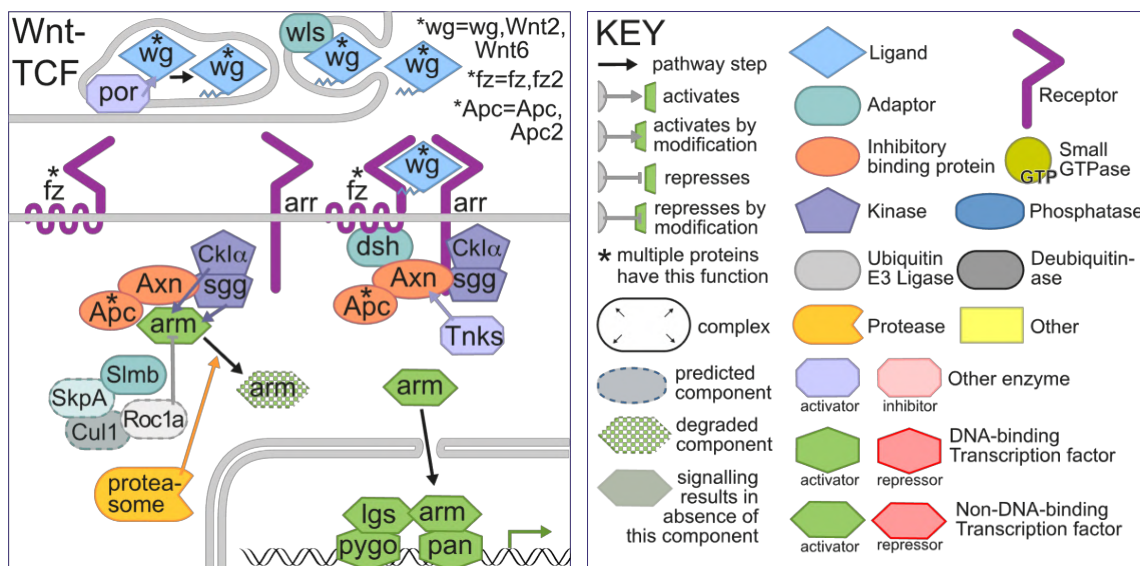 Wnt-
TCF
*
wg
*
wg
por
wls
*
wg
*
wg
*wg=wg,Wnt2,
Wnt6
*fz=fz,fz2
*Apc=Apc,
Apc2
*
fz
arr
*
fz
*
wg
arr
CkIα
Axn
sgg
*
Apc
arm
Slmb
SkpA
Roc1a
Cul1
arm
protea-
some
dsh
CkIα
Axn
sgg
*
Apc
Tnks
arm
lgs
arm
pygo
pan
KEY
pathway step
activates
activates by
modification
represses
represses by
modification
* multiple proteins
have this function
complex
predicted
component
degraded
component
signalling
results in
absence of
this component
Ligand
Receptor
Adaptor
Inhibitory
binding protein
GTP
Small
GTPase
Kinase
Phosphatase
Ubiquitin
E3 Ligase
Deubiquitin-
ase
Protease
Other
Other enzyme
activator
inhibitor
DNA-binding
Transcription factor
activator
repressor
Non-DNA-binding
Transcription factor
activator
repressor